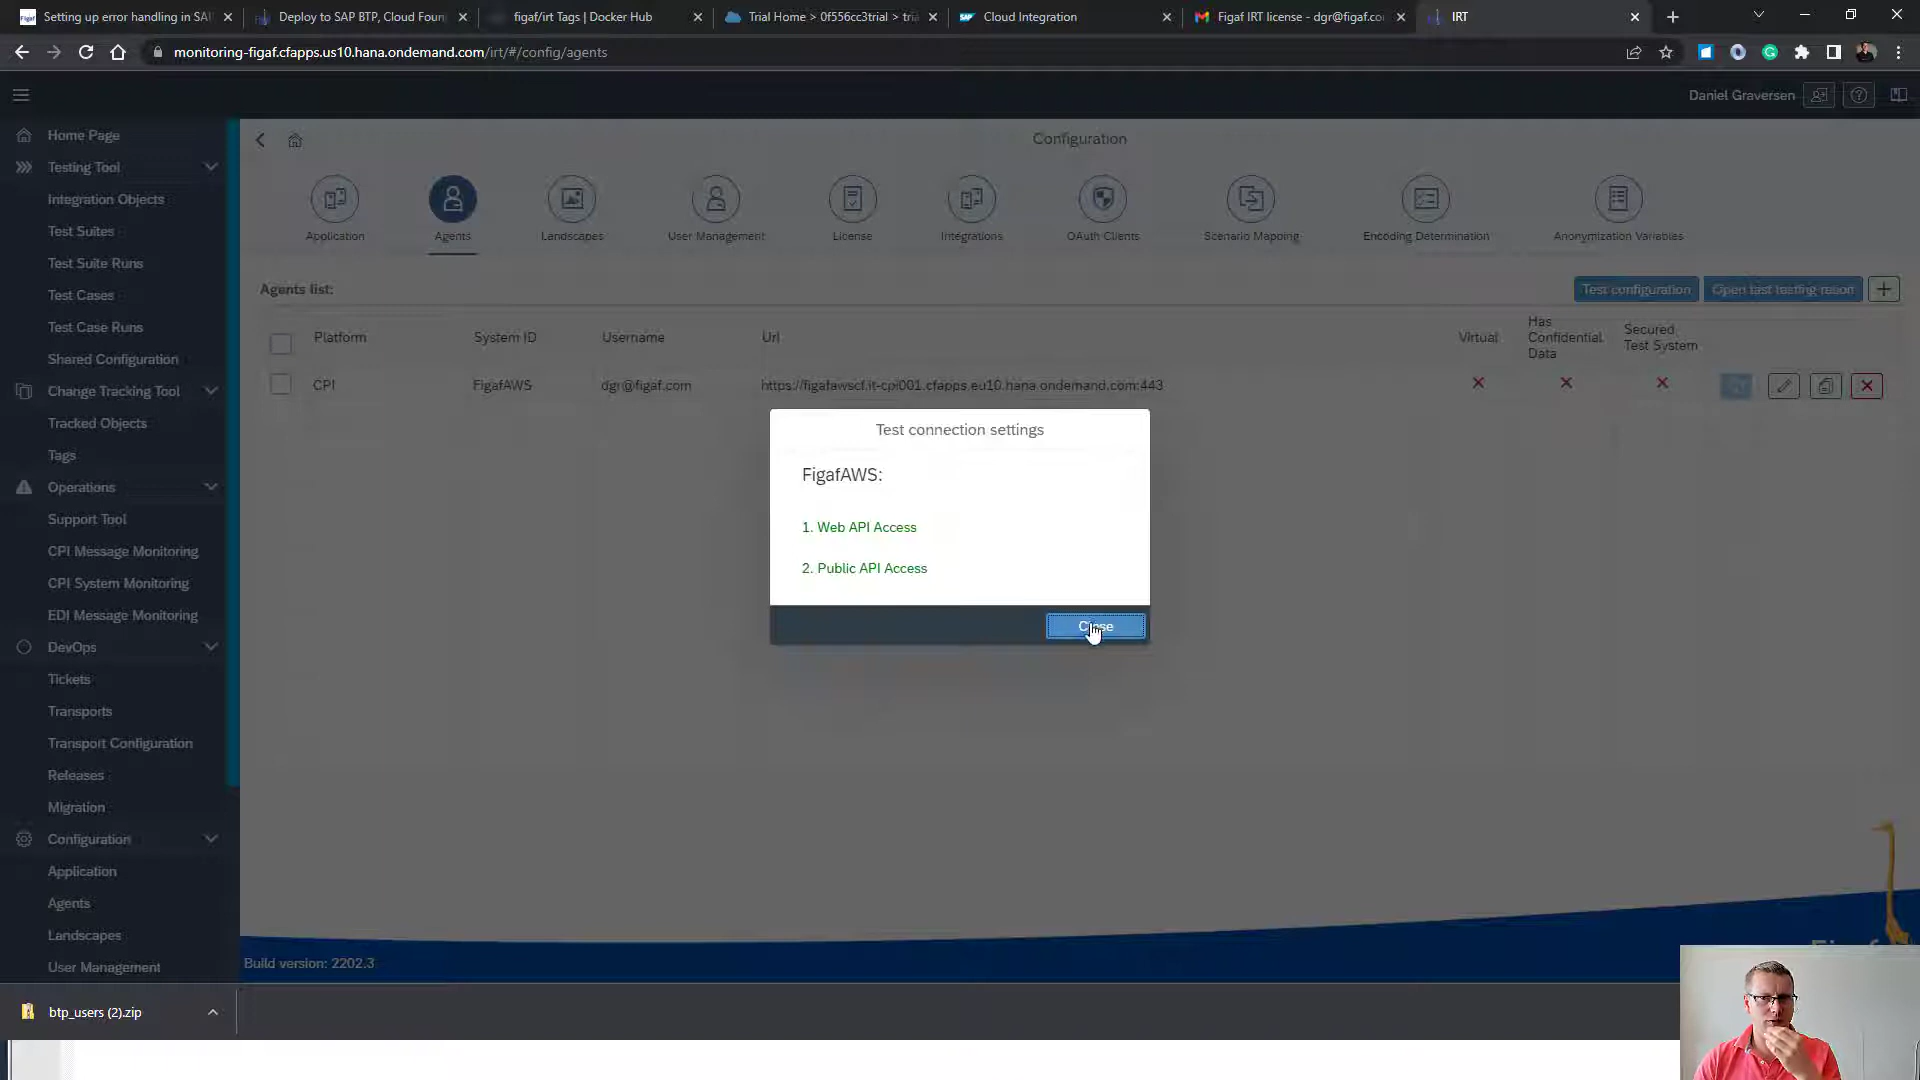 Setting up error handling in SAI
Deploy to SAP BTP, Cloud Foun
figaf/irt Tags | Docker Hub
Trial Home > 0f556cc3trial > tria
Cloud Integration
Figaf IRT license - dgr@figaf.co
IRT
monitoring-figaf.cfapps.us10.hana.ondemand.com/irt/#/config/agents
Daniel Graversen
Home Page
Testing Tool
Integration Objects
Test Suites
Test Suite Runs
Test Cases
Test Case Runs
Shared Configuration
Change Tracking Tool
Tracked Objects
Tags
Operations
Support Tool
CPI Message Monitoring
CPI System Monitoring
EDI Message Monitoring
DevOps
Tickets
Transports
Transport Configuration
Releases
Migration
Configuration
Application
Agents
Landscapes
User Management
Configuration
Application
Agents
Landscapes
User Management
License
Integrations
OAuth Clients
Scenario Mapping
Encoding Determination
Anonymization Variables
Agents list:
Test configuration
Open last testing report
Platform
System ID
Username
Url
Virtual
Has
Confidential
Data
Secured
Test System
CPI
FigafAWS
dgr@figaf.com
https://figafawscf.it-cpi001.cfapps.eu10.hana.ondemand.com:443
Test connection settings
FigafAWS:
1. Web API Access
2. Public API Access
Close
Build version: 2202.3
btp_users (2).zip